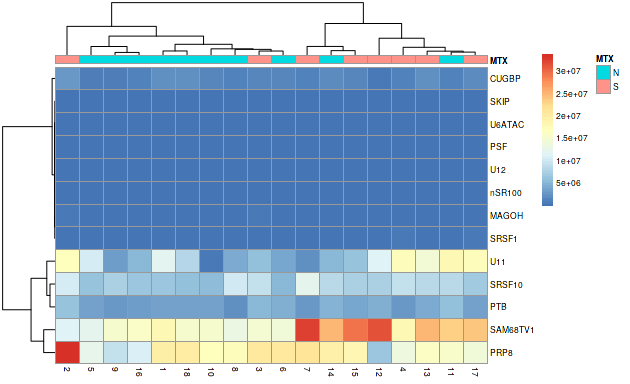 MTX
MTX
N
S
3e+07
2.5e+07
2e+07
1.5e+07
1e+07
5e+06
CUGBP
SKIP
U6ATAC
PSF
U12
nSR100
MAGOH
SRSF1
U11
SRSF10
PTB
SAM68TV1
PRP8
2 5 9 16 1 18 10 8 3 6 7 14 15 12 4 13 11 17